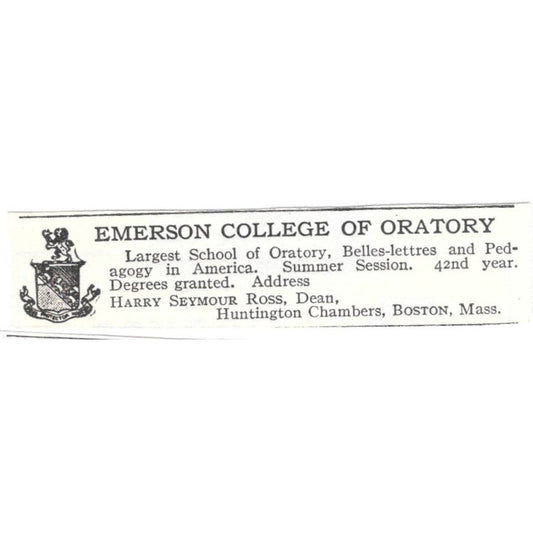 EMERSON COLLEGE OF ORATORY
Largest School of Oratory, Belles-lettres and Ped-
agogy in America. Summer Session. 42nd year.
Degrees granted. Address
HARRY SEYMOUR ROSS, Dean,
Huntington Chambers, BOSTON, Mass.